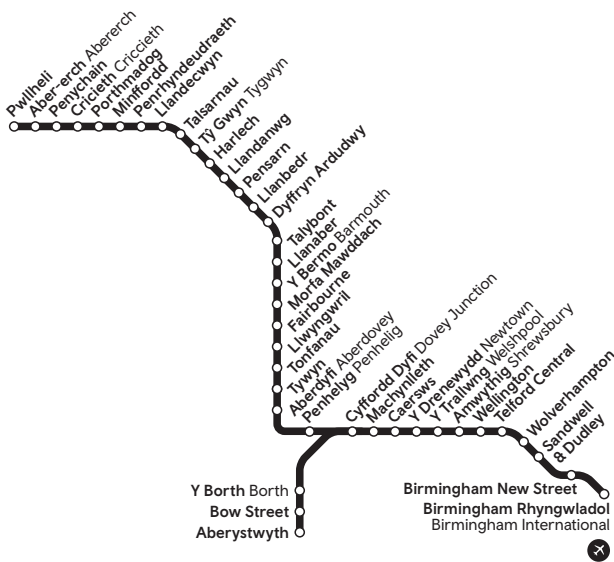 Pwllheli
Aber-erch Abererch
Penychain
Cricieth Criccieth
Porthmadog
Minffordd
Penrhyndeudraeth
Llandecwyn
Talsarnau
Tŷ Gwyn Tygwyn
Harlech
Llandanwg
Pensarn
Llanbedr
Dyffryn Ardudwy
Talybont
Llanaber
Y Bermo Barmouth
Morfa Mawddach
Fairbourne
Llwyngwril
Tonfanau
Tywyn
Aberdyfi Aberdovey
Penhelyg Penhelig
Cyffordd Dyfi Dovey Junction
Machynlleth
Caersws
Y Drenewydd Newtown
Y Trallwng Welshpool
Amwythig Shrewsbury
Wellington
Telford Central
Wolverhampton
Sandwell
& Dudley
Birmingham New Street
Birmingham Rhyngwladol
Birmingham International
Y Borth Borth
Bow Street
Aberystwyth